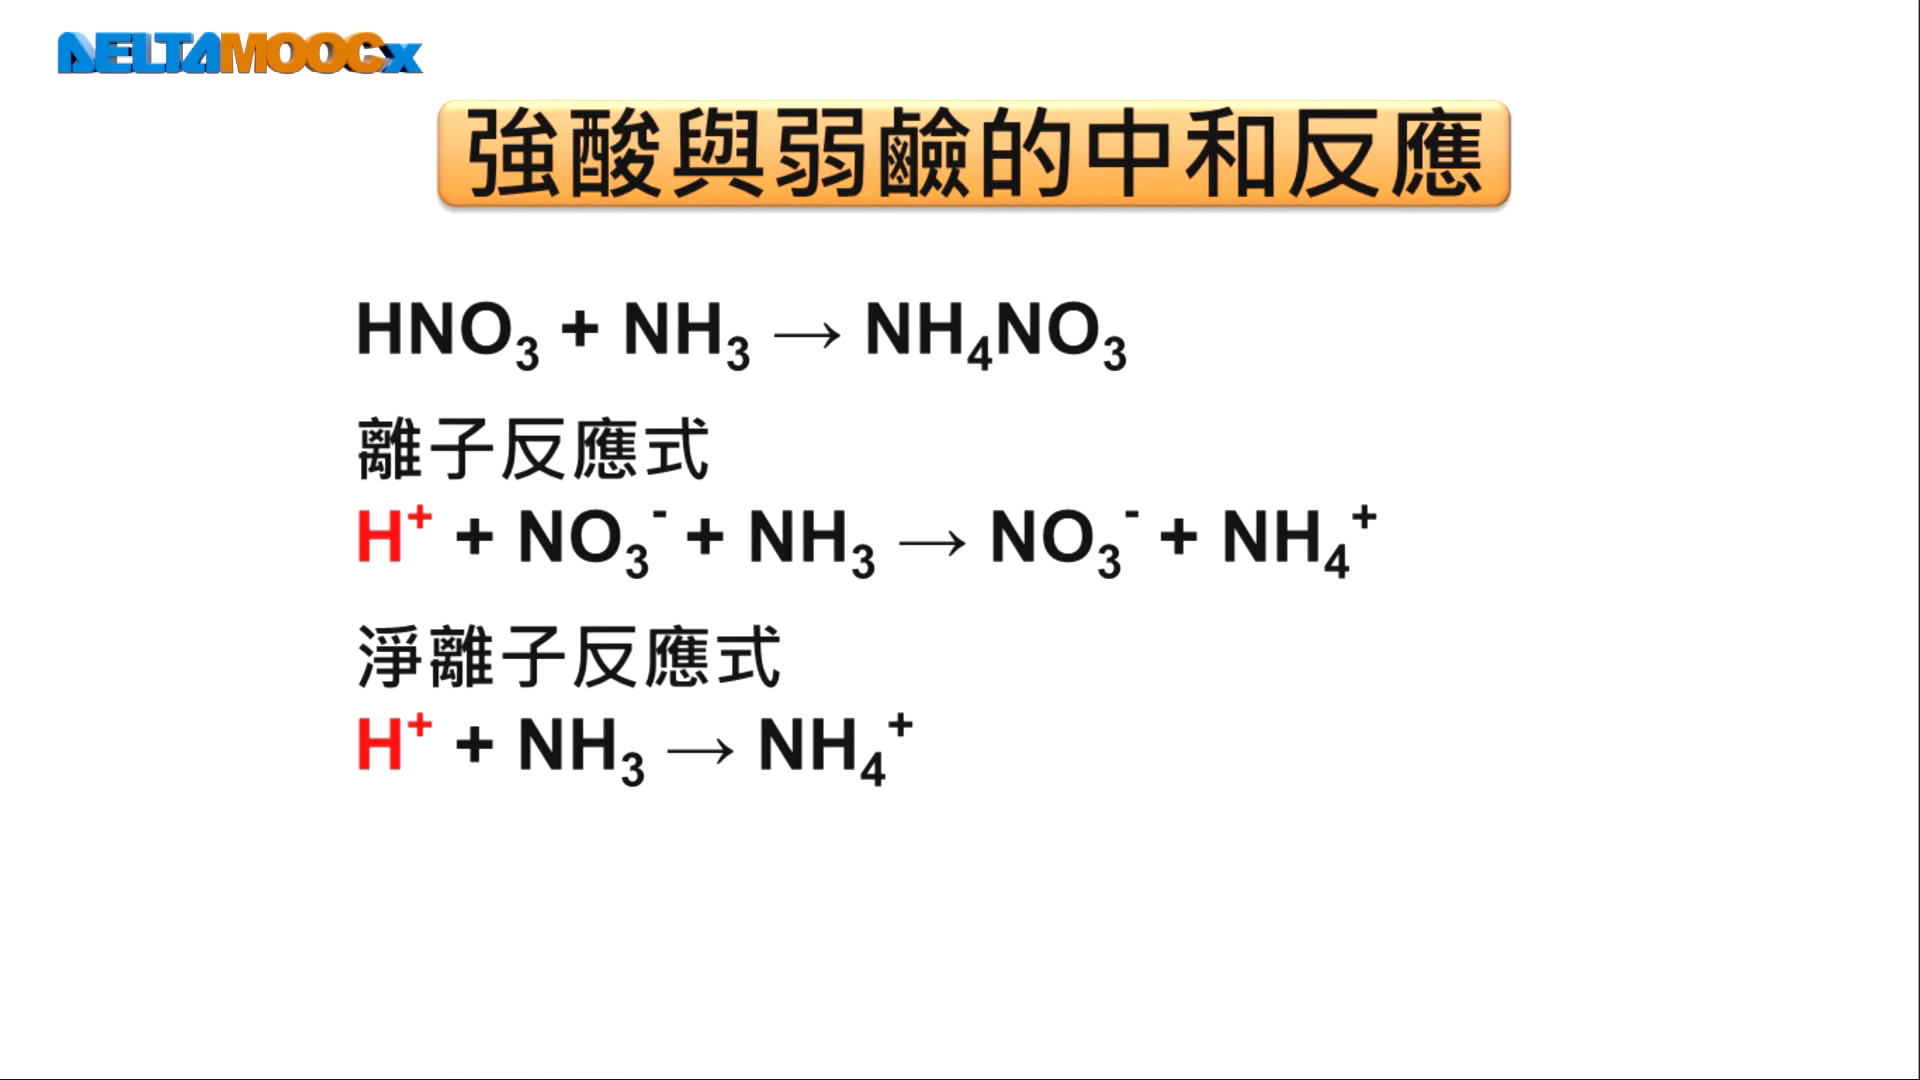 DELTAMOOCx
強酸與弱鹼的中和反應
HNO₃ + NH₃ → NH₄NO₃
離子反應式
H⁺ + NO₃⁻ + NH₃ → NO₃⁻ + NH₄⁺
淨離子反應式
H⁺ + NH₃ → NH₄⁺